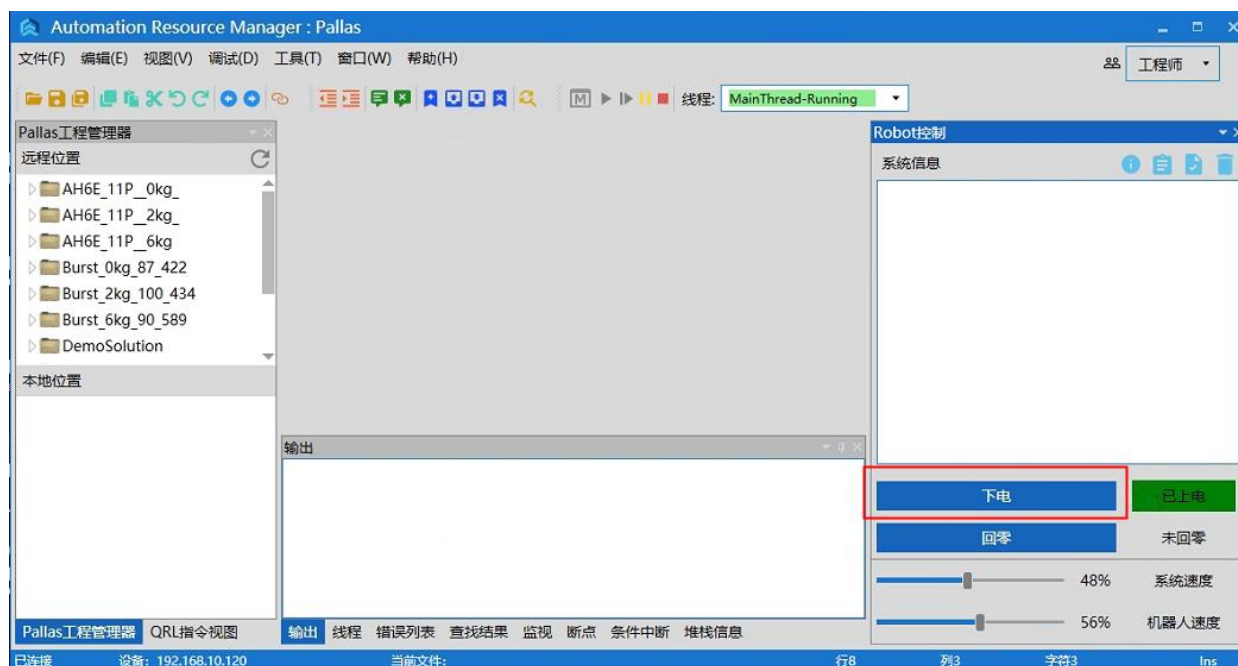 Automation Resource Manager : Pallas
文件(F) 编辑(E) 视图(V) 调试(D) 工具(T) 窗口(W) 帮助(H)
工程师
M 线程: MainThread-Running
Pallas工程管理器
远程位置
AH6E_11P__0kg_
AH6E_11P__2kg_
AH6E_11P__6kg
Burst_0kg_87_422
Burst_2kg_100_434
Burst_6kg_90_589
DemoSolution
本地位置
Pallas工程管理器 QRL指令视图
输出
输出 线程 错误列表 查找结果 监视 断点 条件中断 堆栈信息
Robot控制
系统信息
下电 已上电
回零 未回零
48% 系统速度
56% 机器人速度
已连接 设备: 192.168.10.120 当前文件: 行8 列3 字符3 Ins